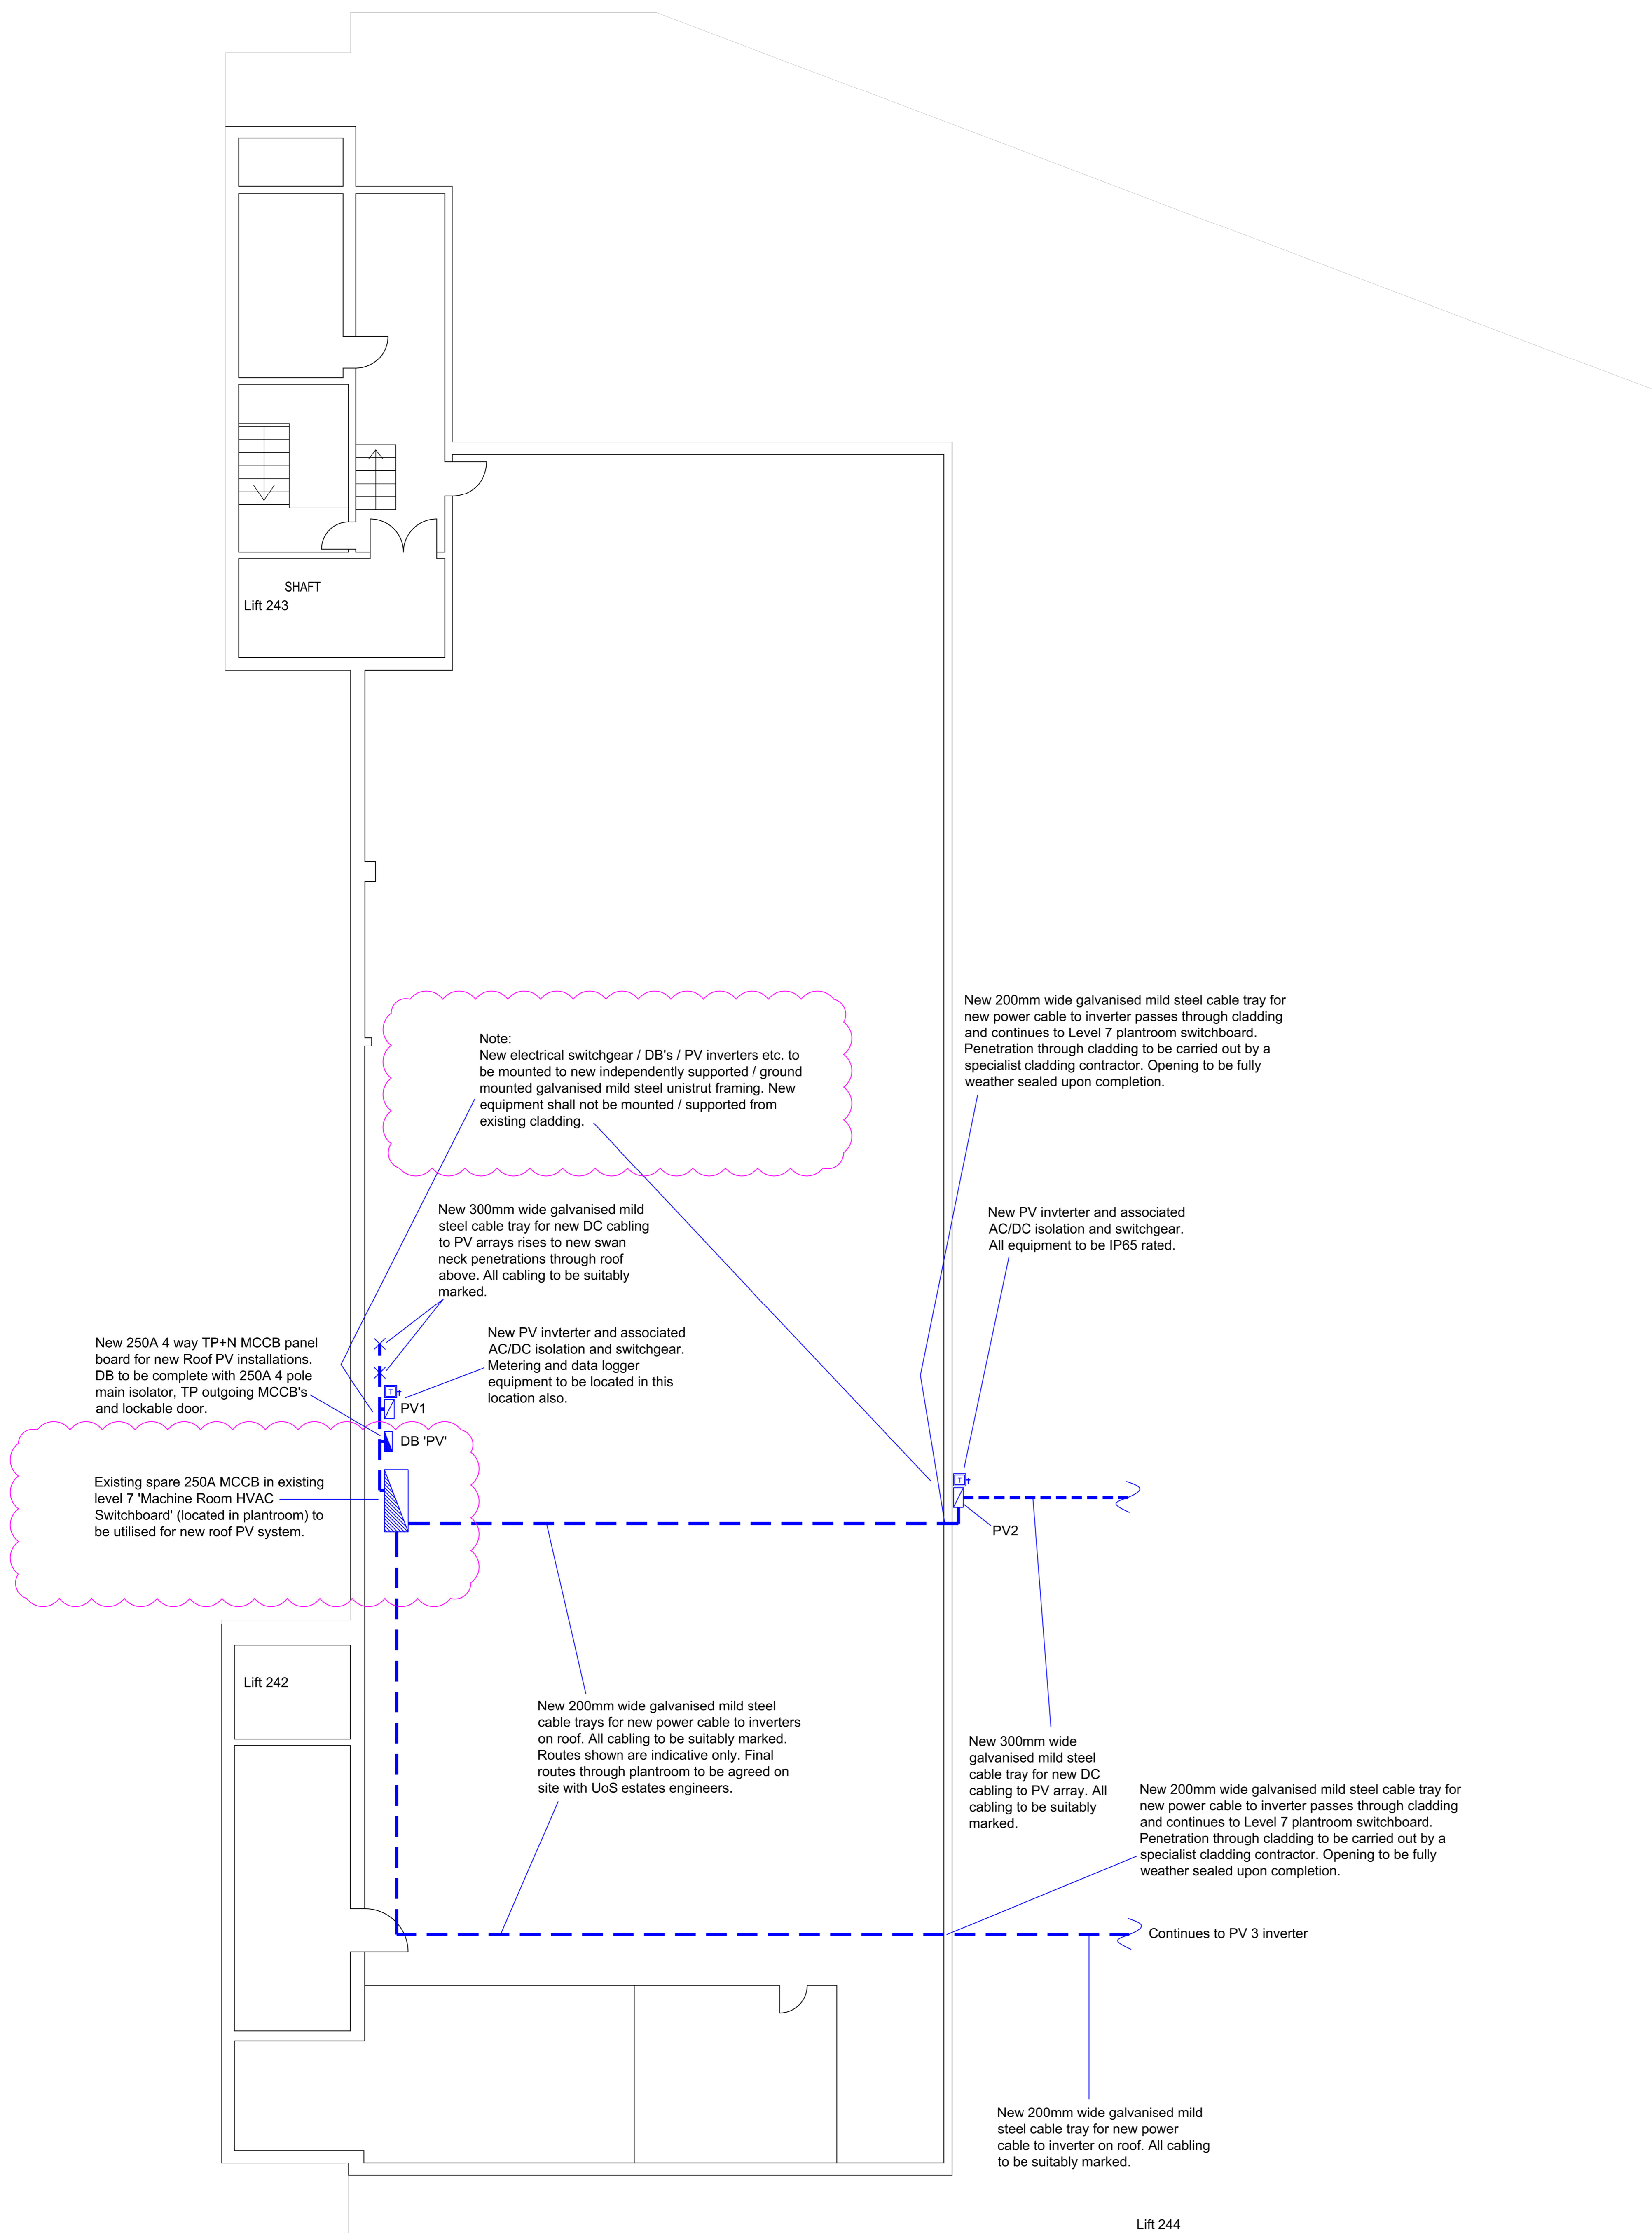 SHAFT
Lift 243
New 200mm wide galvanised mild steel cable tray for
new power cable to inverter passes through cladding
and continues to Level 7 plantroom switchboard.
Penetration through cladding to be carried out by a
specialist cladding contractor. Opening to be fully
weather sealed upon completion.
Note:
New electrical switchgear / DB's / PV inverters etc. to
be mounted to new independently supported / ground
mounted galvanised mild steel unistrut framing. New
equipment shall not be mounted / supported from
existing cladding.
New 300mm wide galvanised mild
steel cable tray for new DC cabling
to PV arrays rises to new swan
neck penetrations through roof
above. All cabling to be suitably
marked.
New PV invterter and associated
AC/DC isolation and switchgear.
All equipment to be IP65 rated.
New 250A 4 way TP+N MCCB panel
board for new Roof PV installations.
DB to be complete with 250A 4 pole
main isolator, TP outgoing MCCB's
and lockable door.
New PV invterter and associated
AC/DC isolation and switchgear.
Metering and data logger
equipment to be located in this
location also.
T
PV1
DB 'PV'
Existing spare 250A MCCB in existing
level 7 'Machine Room HVAC
Switchboard' (located in plantroom) to
be utilised for new roof PV system.
T
PV2
Lift 242
New 200mm wide galvanised mild steel
cable trays for new power cable to inverters
on roof. All cabling to be suitably marked.
Routes shown are indicative only. Final
routes through plantroom to be agreed on
site with UoS estates engineers.
New 300mm wide
galvanised mild steel
cable tray for new DC
cabling to PV array. All
cabling to be suitably
marked.
New 200mm wide galvanised mild steel cable tray for
new power cable to inverter passes through cladding
and continues to Level 7 plantroom switchboard.
Penetration through cladding to be carried out by a
specialist cladding contractor. Opening to be fully
weather sealed upon completion.
Continues to PV 3 inverter
New 200mm wide galvanised mild
steel cable tray for new power
cable to inverter on roof. All cabling
to be suitably marked.
Lift 244